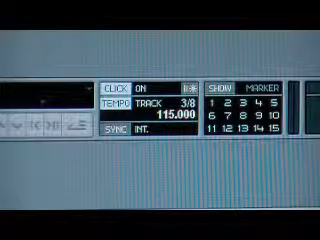 CLICK ON
TEMPO TRACK 3/8
115.000
SYNC INT.
SHOW MARKER
1 2 3 4 5
6 7 8 9 10
11 12 13 14 15